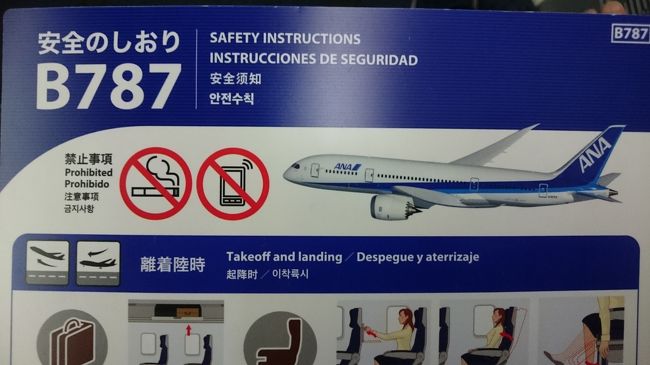 安全のしおり
B787
SAFETY INSTRUCTIONS
INSTRUCCIONES DE SEGURIDAD
安全须知
안전수칙
B787
禁止事項
Prohibited
Prohibido
注意事項
금지사항
ANA
ANA
離着陸時
Takeoff and landing／Despegue y aterrizaje
起降时／이착륙시